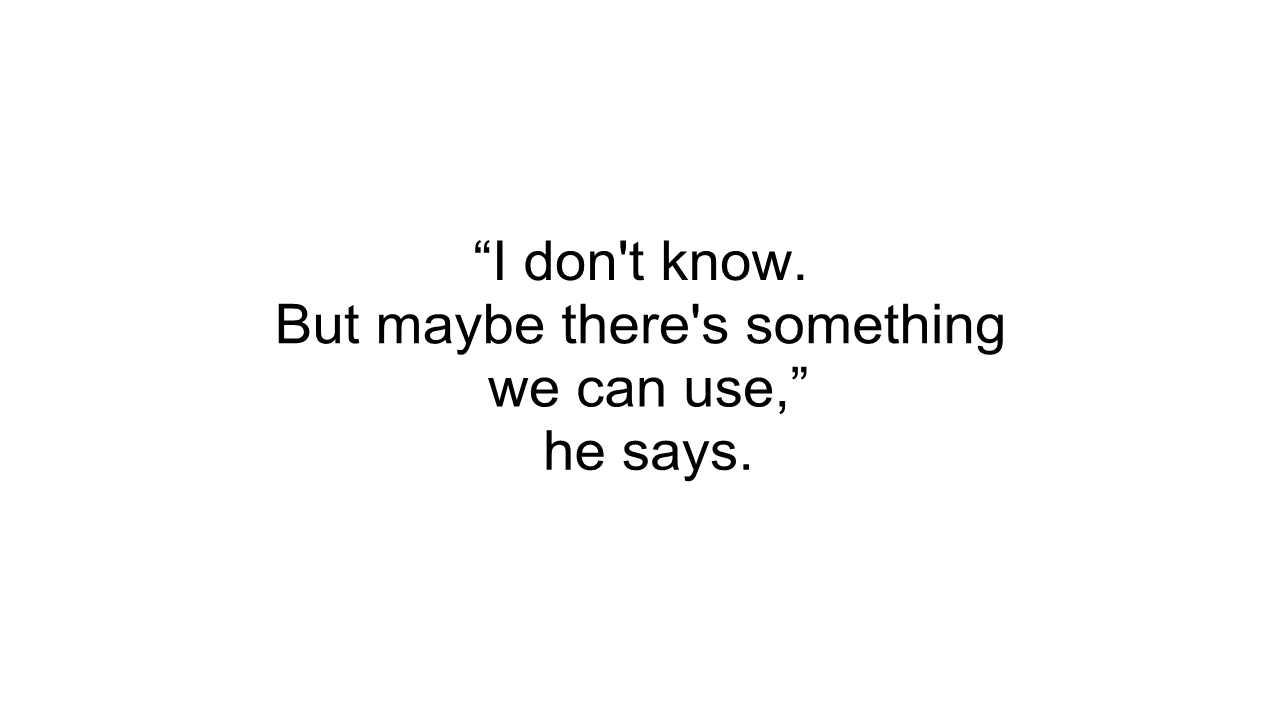 “I don't know.
But maybe there's something
we can use,”
he says.